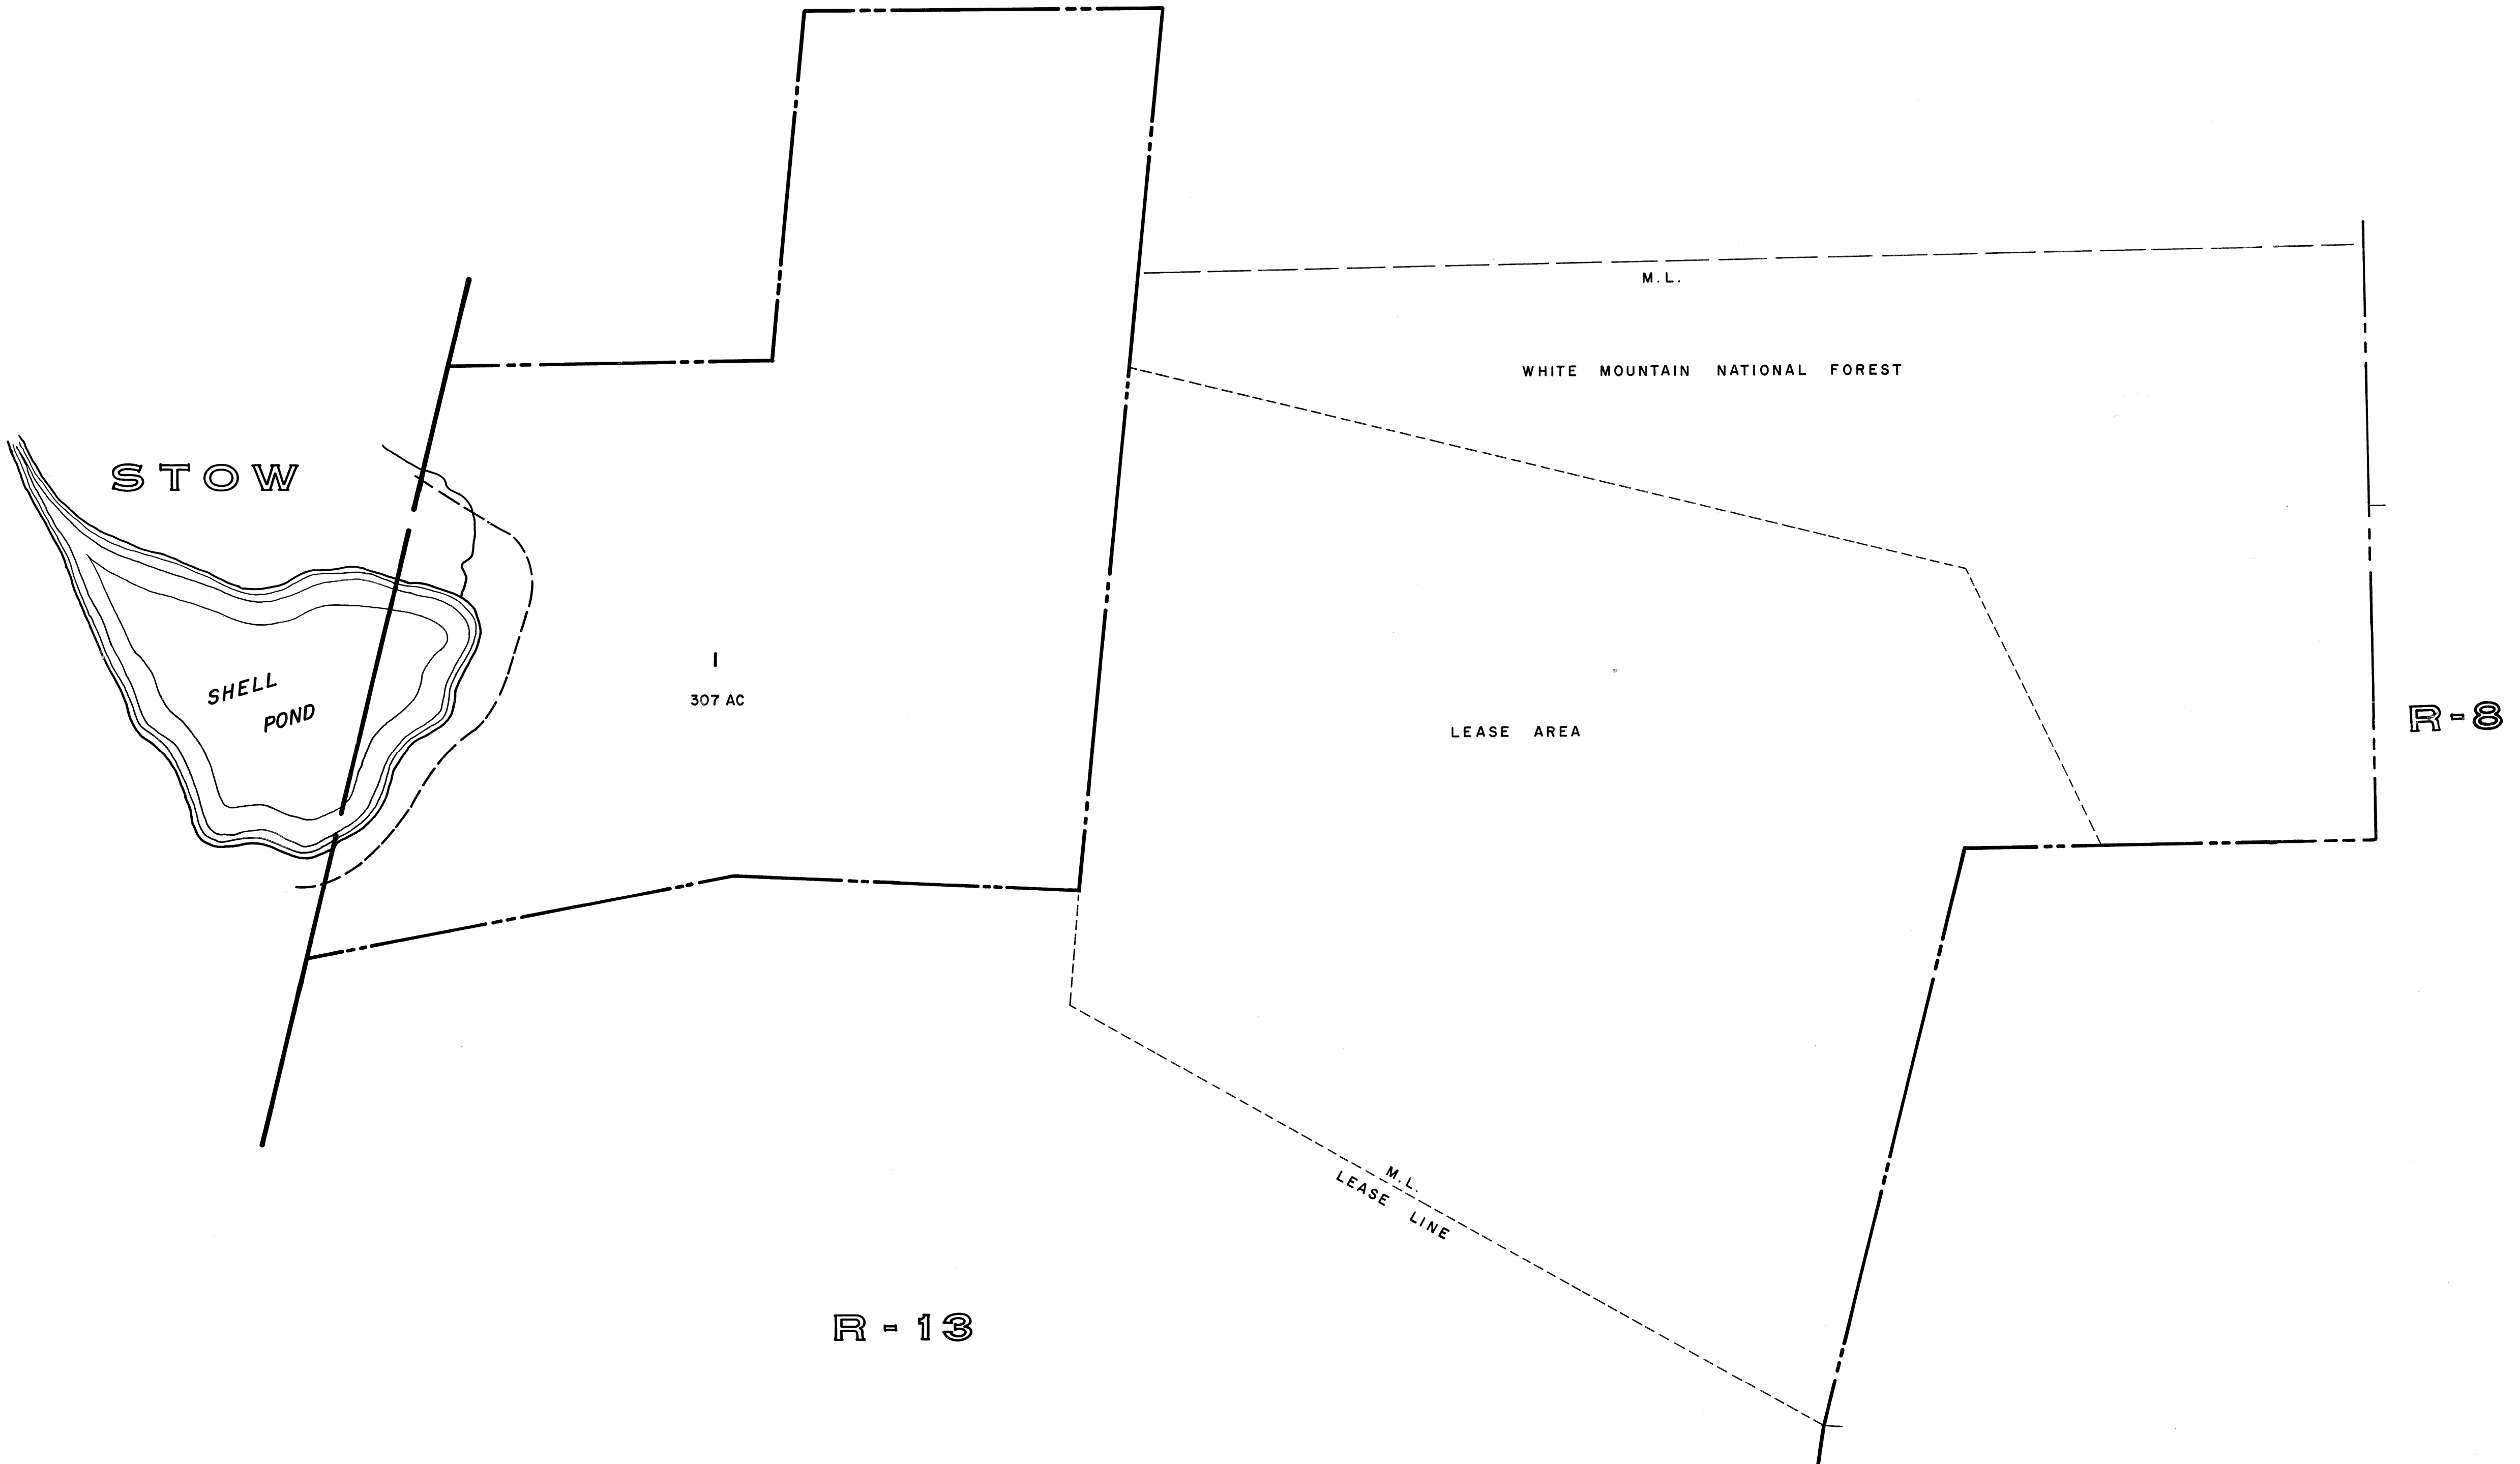 M.L.
WHITE MOUNTAIN NATIONAL FOREST
STOW
SHELL
POND
1
307 AC
LEASE AREA
R-8
M.L.
LEASE LINE
R-13